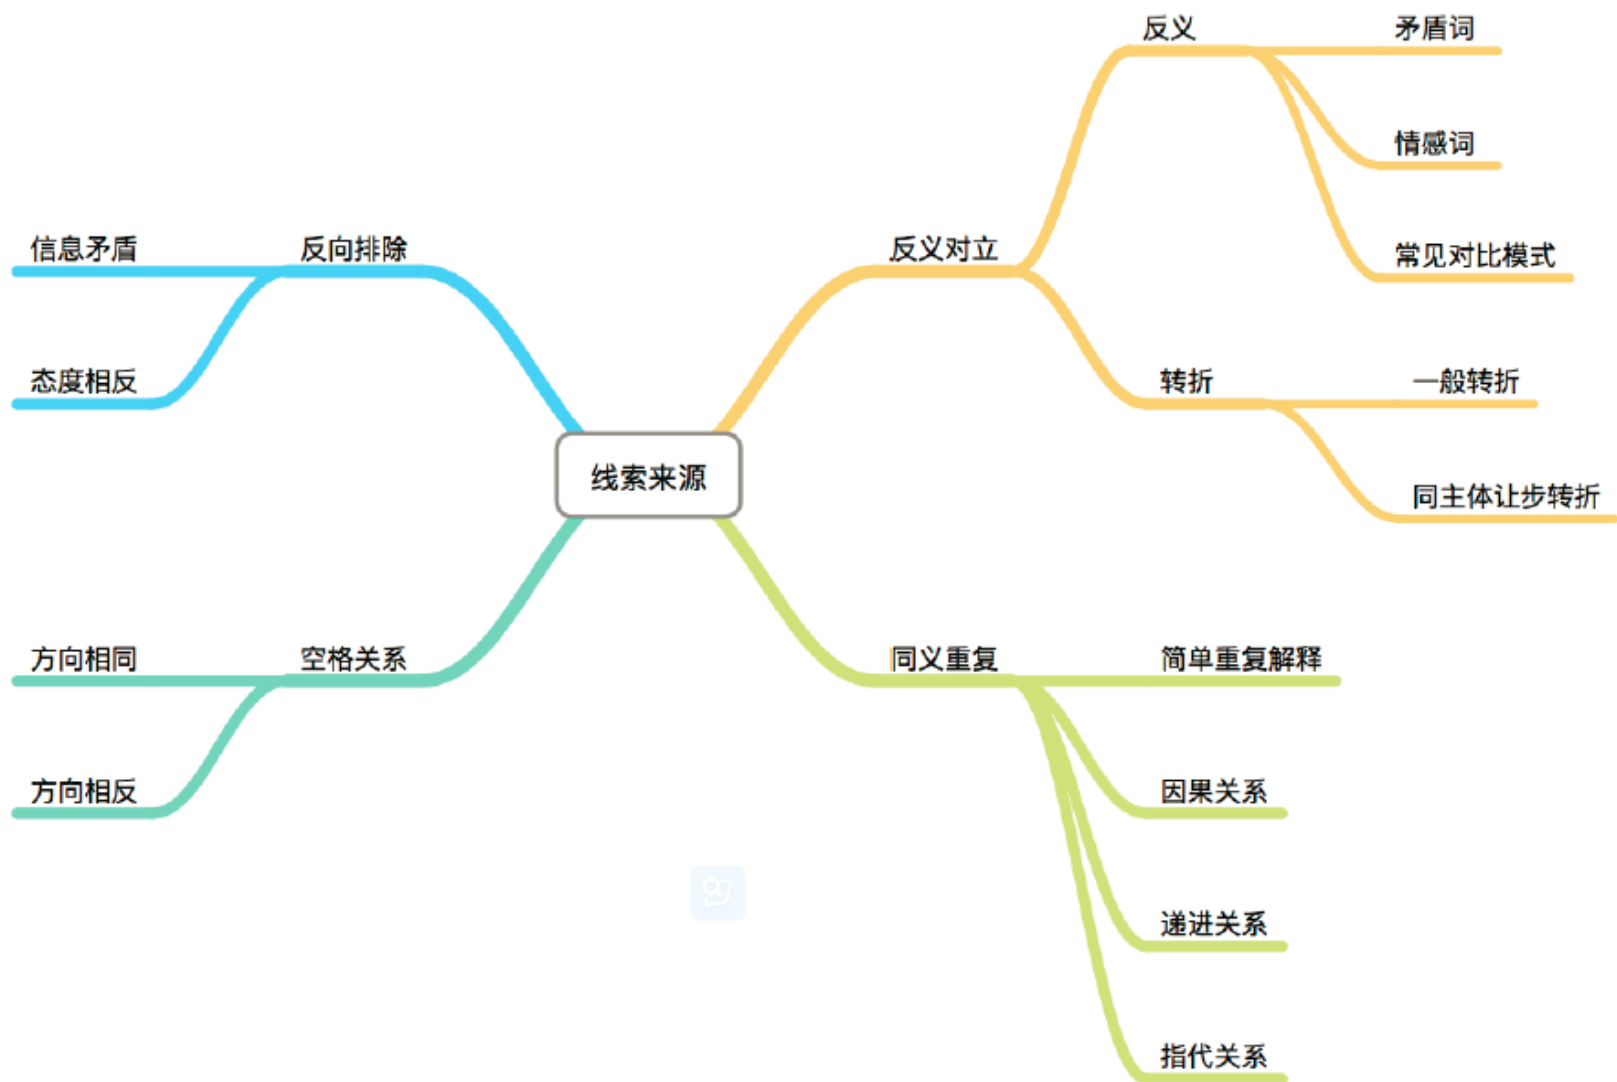 反义
矛盾词
情感词
常见对比模式
反义对立
转折
一般转折
同主体让步转折
信息矛盾
反向排除
态度相反
线索来源
方向相同
空格关系
方向相反
同义重复
简单重复解释
因果关系
递进关系
指代关系